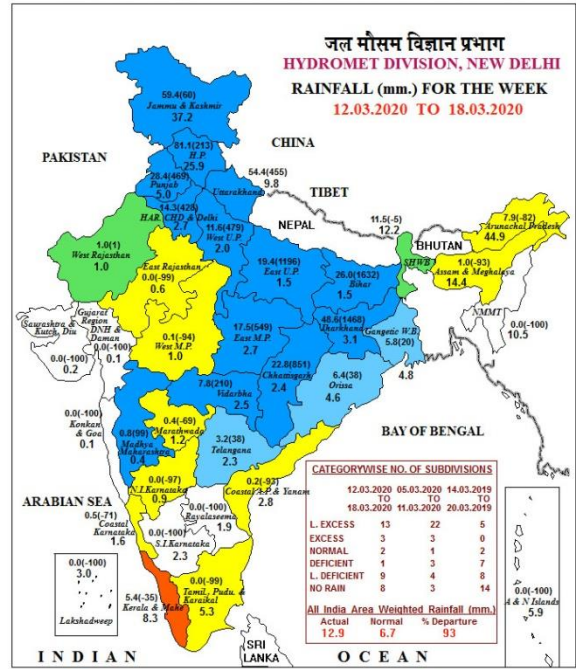 जल मौसम विज्ञान प्रभाग
HYDROMET DIVISION, NEW DELHI
RAINFALL (mm.) FOR THE WEEK
12.03.2020 TO 18.03.2020
59.4(60)
Jammu & Kashmir
37.2
CHINA
81.1(213)
H.P.
25.9
PAKISTAN
28.4(469)
Punjab
5.0
54.4(455)
Uttarakhand
9.8
TIBET
14.3(428)
HAR. CHD & Delhi
2.7
NEPAL
11.6(479)
West U.P.
2.0
11.5(-5)
12.2
BHUTAN
SHWB
7.9(-82)
Arunachal Pradesh
44.9
1.0(1)
West Rajasthan
1.0
East Rajasthan
0.0(-99)
0.6
19.4(1196)
East U.P.
1.5
26.0(1632)
Bihar
1.5
1.0(-93)
Assam & Meghalaya
14.4
NMMT
0.0(-100)
10.5
Saurashtra &
Kutch, Diu
0.0(-100)
0.2
Gujarat
Region
DNH &
Daman
0.0(-100)
0.1
0.1(-94)
West M.P.
1.0
17.5(549)
East M.P.
2.7
48.6(1468)
Jharkhand
3.1
Gangetic W.B.
5.8(20)
4.8
22.8(851)
Chhattisgarh
2.4
7.8(210)
Vidarbha
2.5
6.4(38)
Orissa
4.6
0.0(-100)
Konkan
& Goa
0.1
0.8(99)
Madhya
Maharashtra
0.4
0.4(-69)
Marathwada
1.2
3.2(38)
Telangana
2.3
BAY OF BENGAL
0.0(-97)
N.I.Karnataka
0.9
0.2(-93)
Coastal A.P & Yanam
2.8
ARABIAN SEA
0.5(-71)
Coastal
Karnataka
1.6
0.0(-100)
Rayalaseema
1.9
0.0(-100)
S.I.Karnataka
2.3
0.0(-100)
3.0
Lakshadweep
5.4(-35)
Kerala & Mahe
8.3
0.0(-99)
Tamil, Pudu. &
Karaikal
5.3
0.0(-100)
A & N Islands
5.9
CATEGORYWISE NO. OF SUBDIVISIONS
12.03.2020 05.03.2020 14.03.2019
TO TO TO
18.03.2020 11.03.2020 20.03.2019
L. EXCESS 13 22 5
EXCESS 3 3 0
NORMAL 2 1 2
DEFICIENT 1 3 7
L. DEFICIENT 9 4 8
NO RAIN 8 3 14
All India Area Weighted Rainfall (mm.)
Actual Normal % Departure
12.9 6.7 93
SRI
LANKA
INDIAN OCEAN